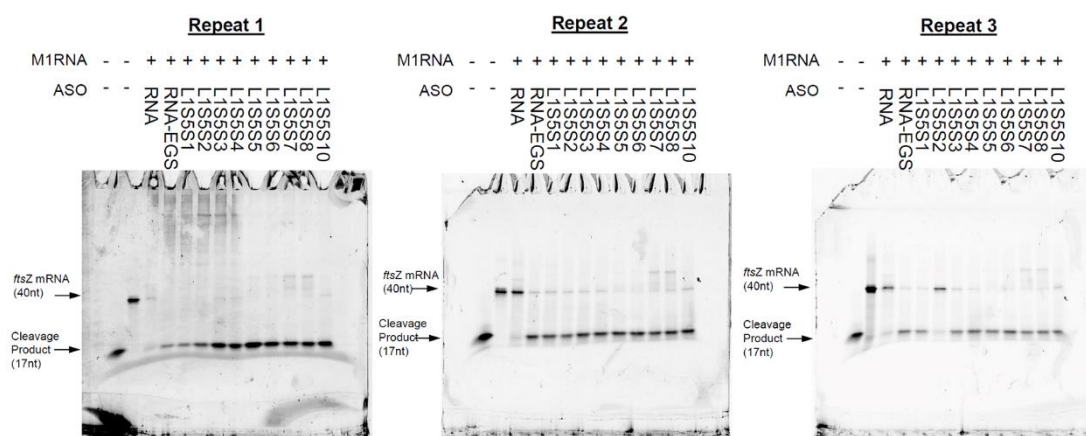 Repeat 1
M1RNA - - + + + + + + + + + + +
ASO - - RNA RNA-EGS L1S5S1 L1S5S2 L1S5S3 L1S5S4 L1S5S5 L1S5S6 L1S5S7 L1S5S8 L1S5S10
ftsZ mRNA
(40nt)
Cleavage
Product
(17nt)
Repeat 2
M1RNA - - + + + + + + + + + + +
ASO - - RNA RNA-EGS L1S5S1 L1S5S2 L1S5S3 L1S5S4 L1S5S5 L1S5S6 L1S5S7 L1S5S8 L1S5S10
ftsZ mRNA
(40nt)
Cleavage
Product
(17nt)
Repeat 3
M1RNA - - + + + + + + + + + + +
ASO - - RNA RNA-EGS L1S5S1 L1S5S2 L1S5S3 L1S5S4 L1S5S5 L1S5S6 L1S5S7 L1S5S8 L1S5S10
ftsZ mRNA
(40nt)
Cleavage
Product
(17nt)